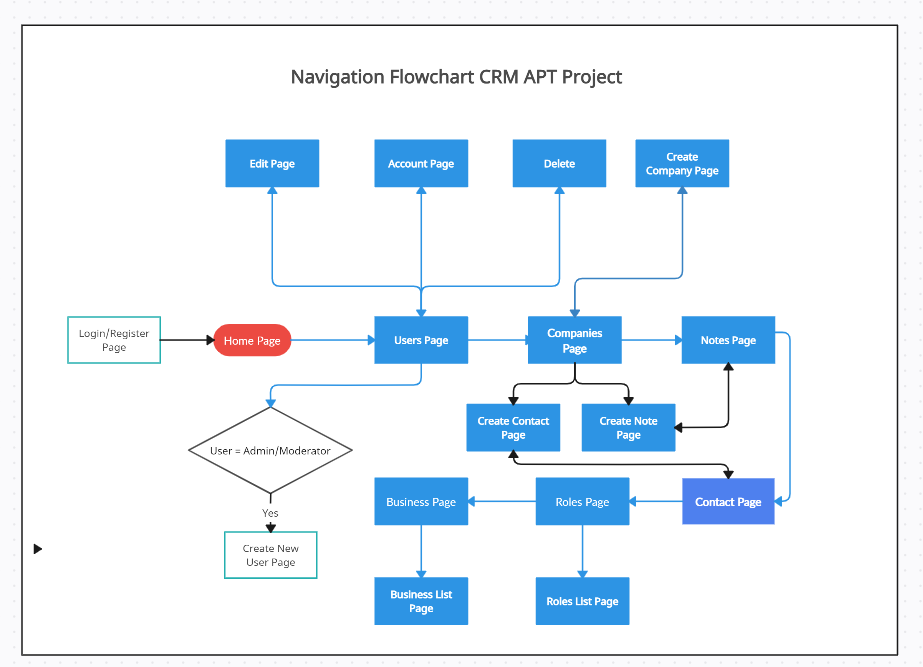 Navigation Flowchart CRM APT Project
Edit Page
Account Page
Delete
Create
Company Page
Login/Register
Page
Home Page
Users Page
Companies
Page
Notes Page
Create Contact
Page
Create Note
Page
User = Admin/Moderator
Yes
Create New
User Page
Business Page
Roles Page
Contact Page
Business List
Page
Roles List Page